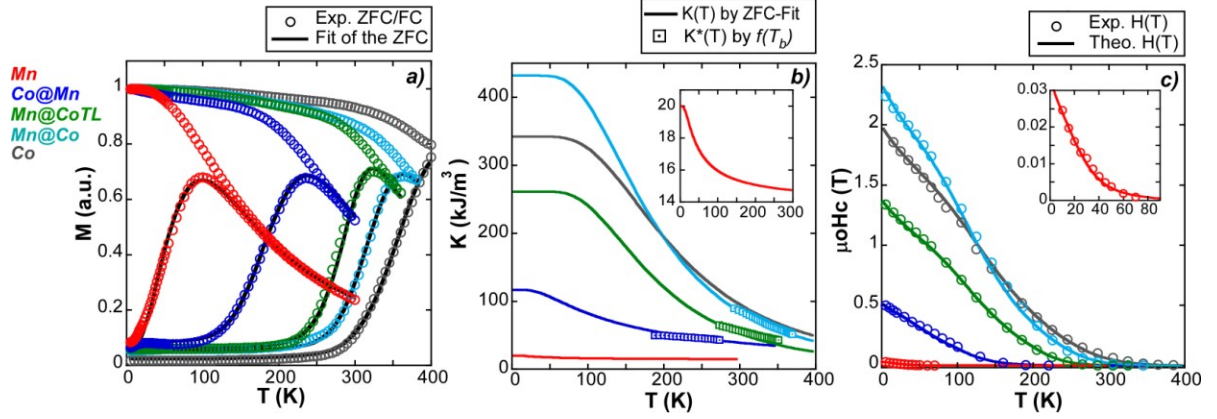 Exp. ZFC/FC
Fit of the ZFC
Mn
Co@Mn
Mn@CoTL
Mn@Co
Co
a)
1
0.8
0.6
0.4
0.2
0
M (a.u.)
0 100 200 300 400
T (K)
K(T) by ZFC-Fit
K*(T) by f(Tb)
b)
400
300
200
100
0
K (kJ/m3)
0 100 200 300 400
T (K)
20
18
16
14
0 100 200 300
Exp. H(T)
Theo. H(T)
c)
2.5
2
1.5
1
0.5
0
μoHc (T)
0 100 200 300 400
T (K)
0.03
0.02
0.01
0
0 20 40 60 80